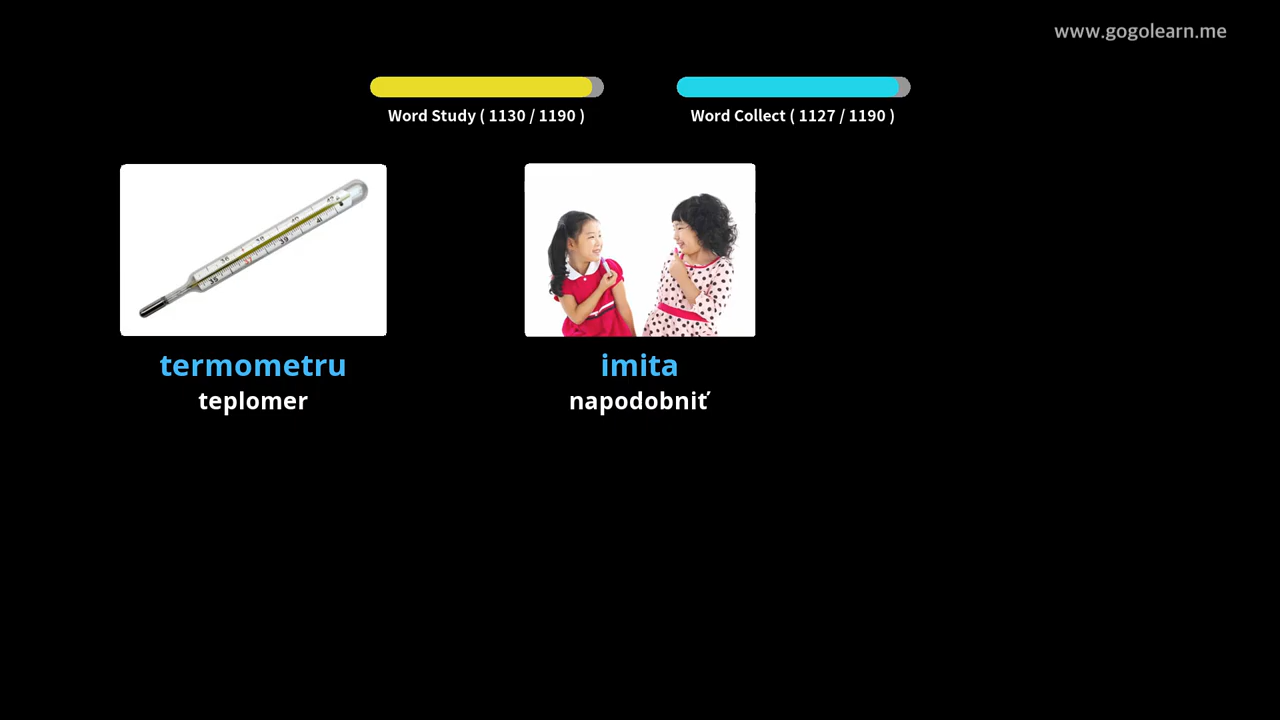 www.gogolearn.me
Word Study ( 1130 / 1190 )
Word Collect ( 1127 / 1190 )
termometru
teplomer
imita
napodobniť